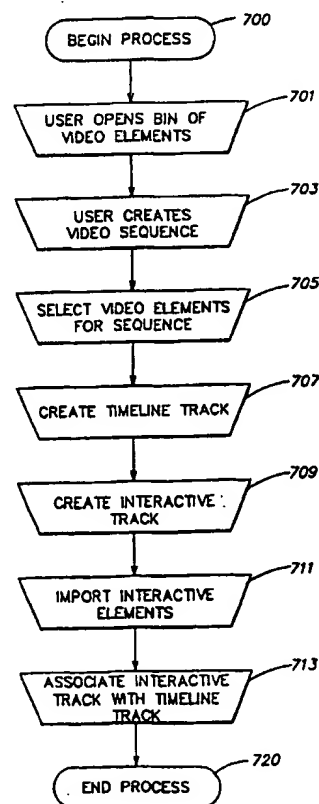 700
BEGIN PROCESS
701
USER OPENS BIN OF
VIDEO ELEMENTS
703
USER CREATES
VIDEO SEQUENCE
705
SELECT VIDEO ELEMENTS
FOR SEQUENCE
707
CREATE TIMELINE TRACK
709
CREATE INTERACTIVE
TRACK
711
IMPORT INTERACTIVE
ELEMENTS
713
ASSOCIATE INTERACTIVE
TRACK WITH TIMELINE
TRACK
720
END PROCESS